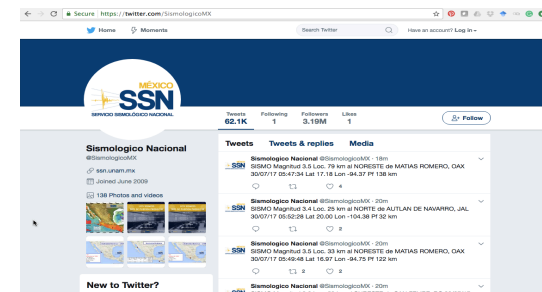 Secure https://twitter.com/SismologicoMX
Home Moments Search Twitter Have an account? Log in
MÉXICO
SSN
SERVICIO SISMOLÓGICO NACIONAL
Tweets Following Followers Likes
62.1K 1 3.19M 1
Follow
Sismologico Nacional
@SismologicoMX
ssn.unam.mx
Joined June 2009
138 Photos and videos
New to Twitter?
Tweets Tweets & replies Media
Sismologico Nacional @SismologicoMX · 18m
SISMO Magnitud 3.5 Loc. 79 km al NORESTE de MATIAS ROMERO, OAX
30/07/17 05:47:34 Lat 17.18 Lon -94.37 Pf 138 km
4
Sismologico Nacional @SismologicoMX · 20m
SISMO Magnitud 3.4 Loc. 25 km al NORTE de AUTLAN DE NAVARRO, JAL
30/07/17 05:52:28 Lat 20.00 Lon -104.38 Pf 32 km
2
Sismologico Nacional @SismologicoMX · 20m
SISMO Magnitud 3.5 Loc. 33 km al NORESTE de MATIAS ROMERO, OAX
30/07/17 05:49:48 Lat 16.97 Lon -94.75 Pf 122 km
2 2
Sismologico Nacional @SismologicoMX · 20m